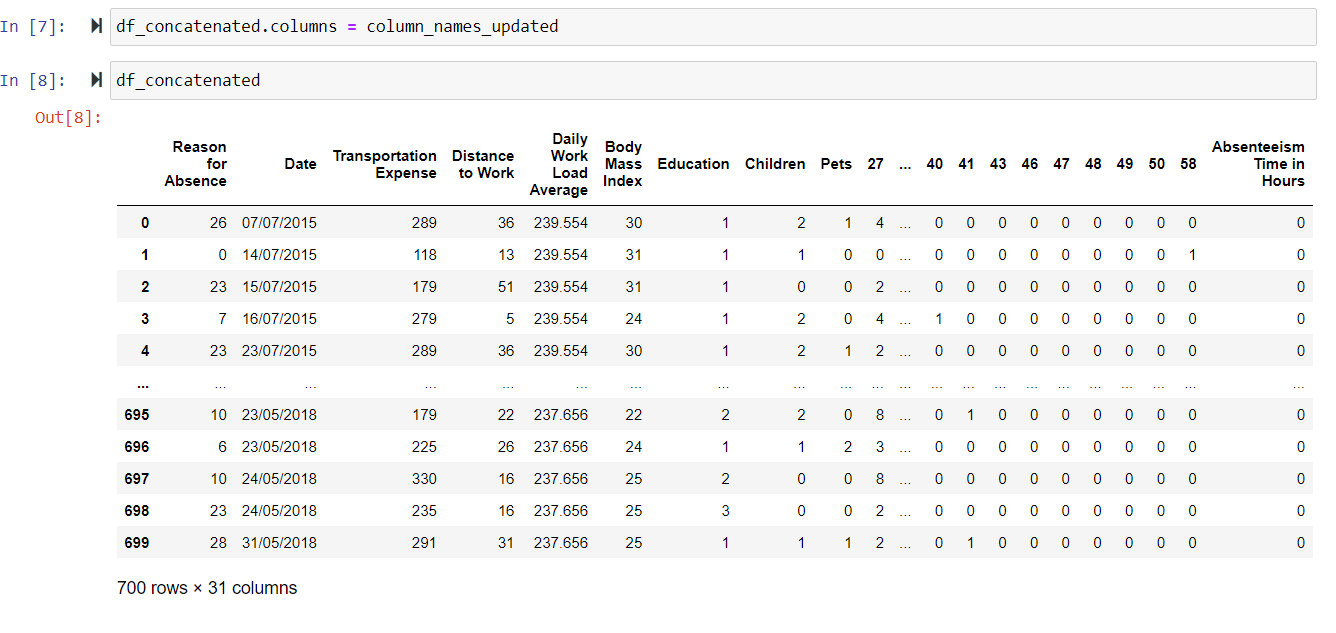 In [7]: df_concatenated.columns = column_names_updated
In [8]: df_concatenated
Out[8]:
Reason for Absence Date Transportation Expense Distance to Work Daily Work Load Average Body Mass Index Education Children Pets 27 ... 40 41 43 46 47 48 49 50 58 Absenteeism Time in Hours
0 26 07/07/2015 289 36 239.554 30 1 2 1 4 ... 0 0 0 0 0 0 0 0 0 0
1 0 14/07/2015 118 13 239.554 31 1 1 0 0 ... 0 0 0 0 0 0 0 0 1 0
2 23 15/07/2015 179 51 239.554 31 1 0 0 2 ... 0 0 0 0 0 0 0 0 0 0
3 7 16/07/2015 279 5 239.554 24 1 2 0 4 ... 1 0 0 0 0 0 0 0 0 0
4 23 23/07/2015 289 36 239.554 30 1 2 1 2 ... 0 0 0 0 0 0 0 0 0 0
... ... ... ... ... ... ... ... ... ... ... ... ... ... ... ... ... ... ... ... ... ...
695 10 23/05/2018 179 22 237.656 22 2 2 0 8 ... 0 1 0 0 0 0 0 0 0 0
696 6 23/05/2018 225 26 237.656 24 1 1 2 3 ... 0 0 0 0 0 0 0 0 0 0
697 10 24/05/2018 330 16 237.656 25 2 0 0 8 ... 0 0 0 0 0 0 0 0 0 0
698 23 24/05/2018 235 16 237.656 25 3 0 0 2 ... 0 0 0 0 0 0 0 0 0 0
699 28 31/05/2018 291 31 237.656 25 1 1 1 2 ... 0 1 0 0 0 0 0 0 0 0
700 rows × 31 columns